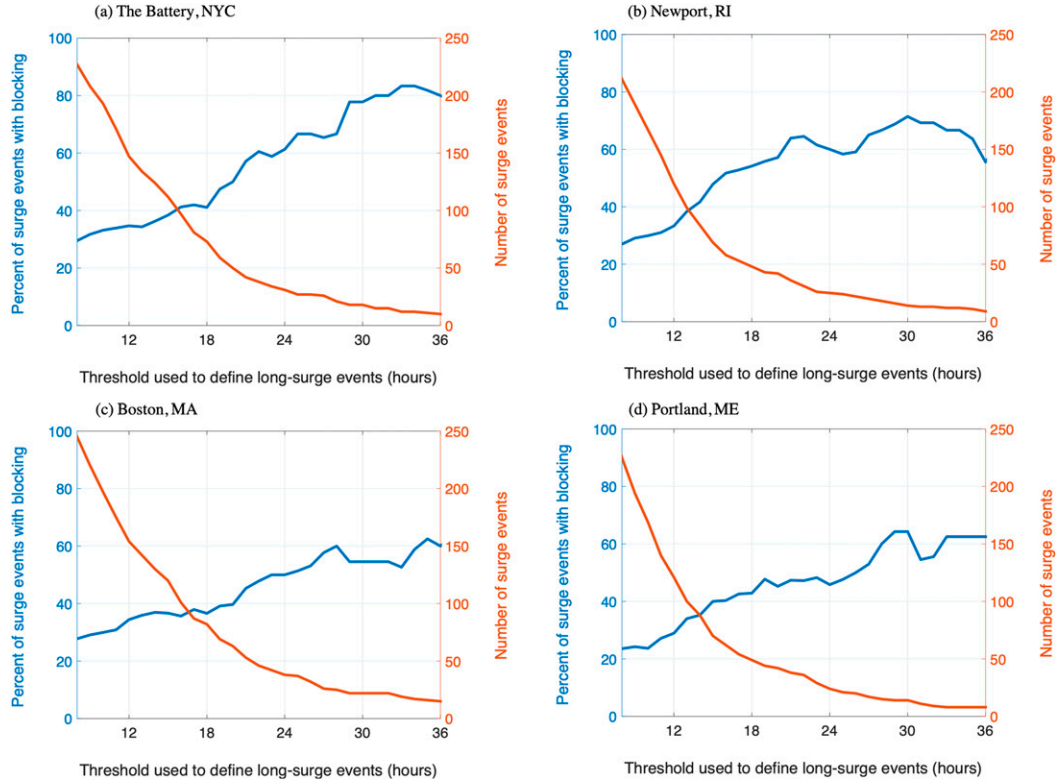 (a) The Battery, NYC
100
80
60
40
20
0
Percent of surge events with blocking
250
200
150
100
50
0
Number of surge events
12 18 24 30 36
Threshold used to define long-surge events (hours)
(b) Newport, RI
100
80
60
40
20
0
Percent of surge events with blocking
250
200
150
100
50
0
Number of surge events
12 18 24 30 36
Threshold used to define long-surge events (hours)
(c) Boston, MA
100
80
60
40
20
0
Percent of surge events with blocking
250
200
150
100
50
0
Number of surge events
12 18 24 30 36
Threshold used to define long-surge events (hours)
(d) Portland, ME
100
80
60
40
20
0
Percent of surge events with blocking
250
200
150
100
50
0
Number of surge events
12 18 24 30 36
Threshold used to define long-surge events (hours)